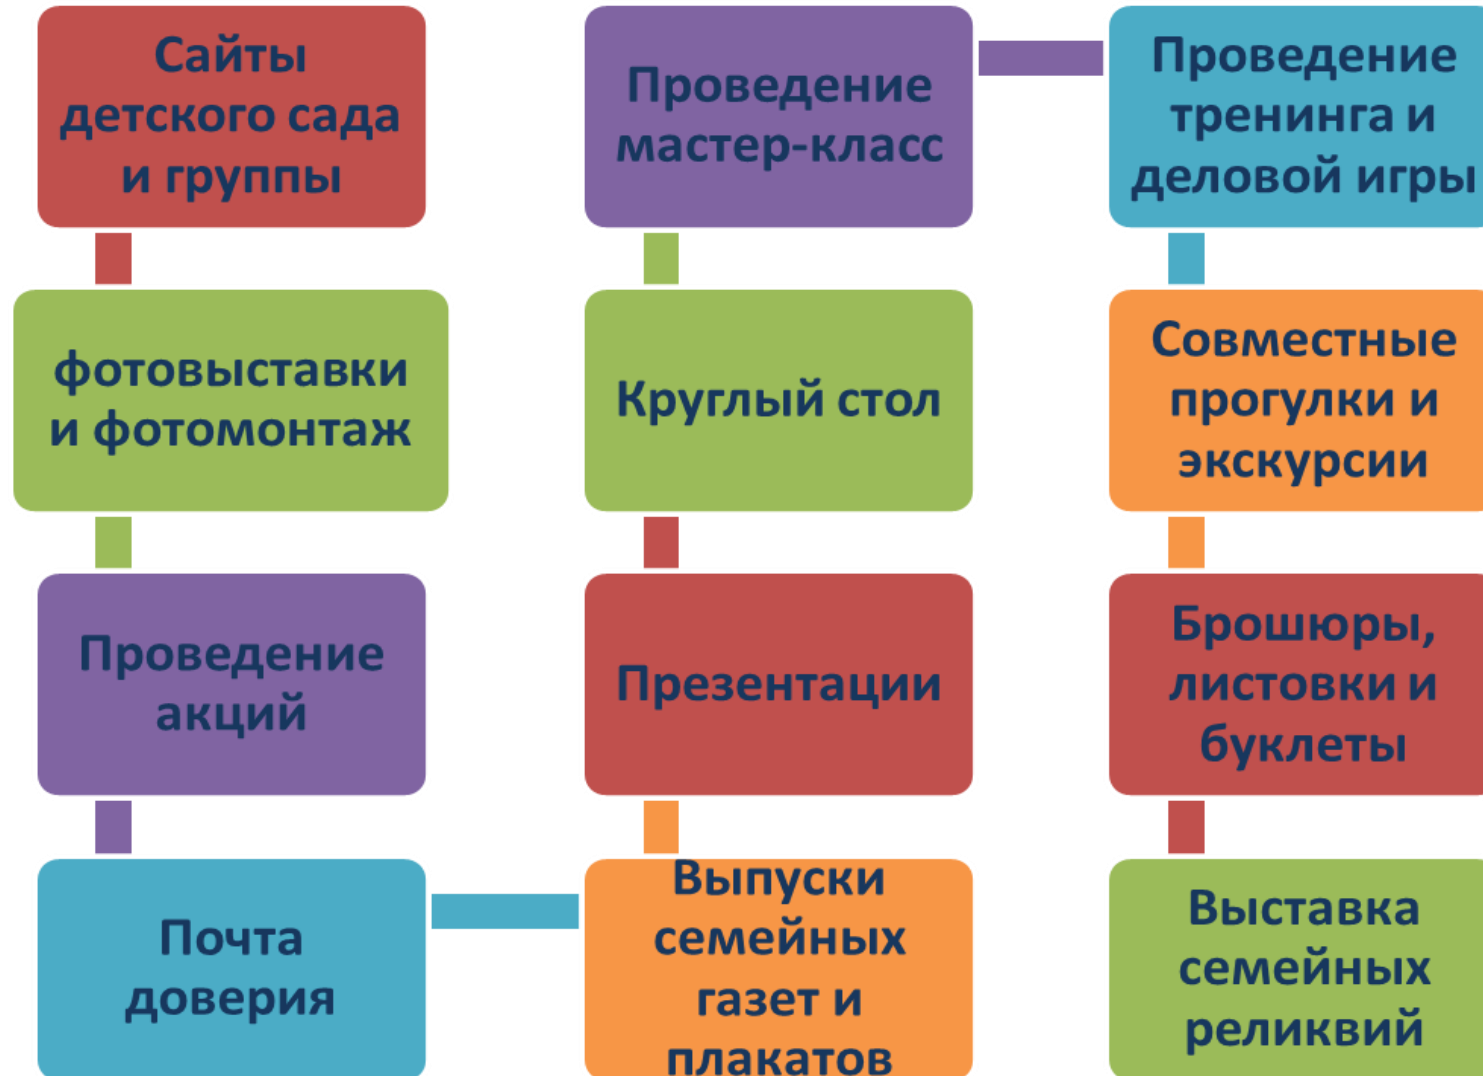 Сайты
детского сада
и группы
фотовыставки
и фотомонтаж
Проведение
акций
Почта
доверия
Выпуски
семейных
газет и
плакатов
Презентации
Круглый стол
Проведение
мастер-класс
Проведение
тренинга и
деловой игры
Совместные
прогулки и
экскурсии
Брошюры,
листовки и
буклеты
Выставка
семейных
реликвий